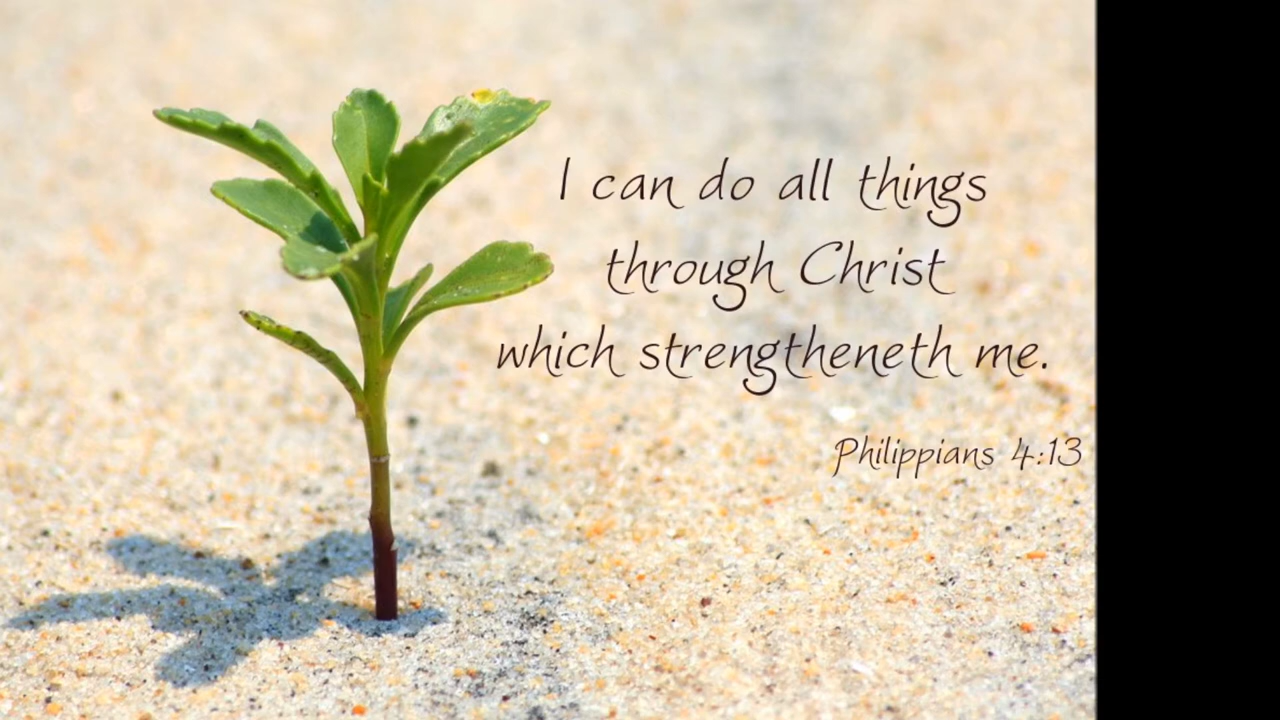 I can do all things
through Christ
which strengtheneth me.
Philippians 4:13